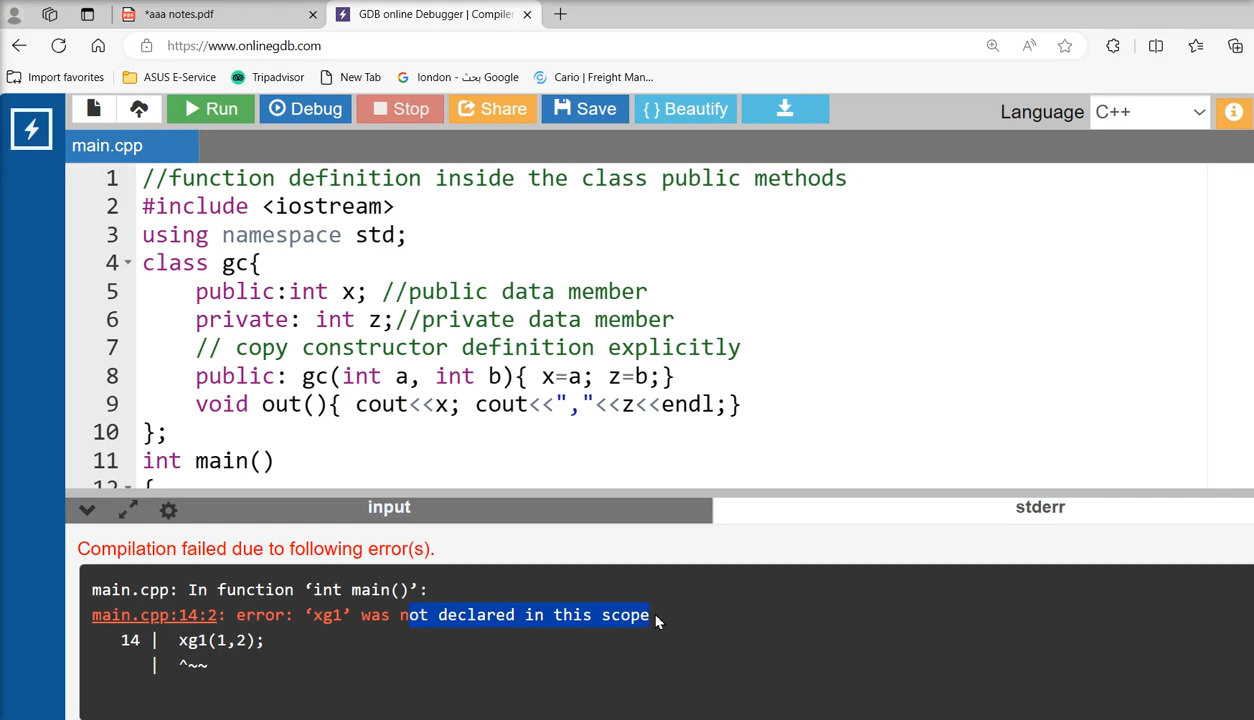 *aaa notes.pdf
GDB online Debugger | Compiler
https://www.onlinegdb.com
Import favorites ASUS E-Service Tripadvisor New Tab london - بحث Google Cario | Freight Man...
Run Debug Stop Share Save {} Beautify Language C++
main.cpp
1 //function definition inside the class public methods
2 #include <iostream>
3 using namespace std;
4 class gc{
5 public:int x; //public data member
6 private: int z;//private data member
7 // copy constructor definition explicitly
8 public: gc(int a, int b){ x=a; z=b;}
9 void out(){ cout<<x; cout<<","<<z<<endl;}
10 };
11 int main()
12 {
input stderr
Compilation failed due to following error(s).
main.cpp: In function ‘int main()’:
main.cpp:14:2: error: ‘xg1’ was not declared in this scope
14 | xg1(1,2);
| ^~~